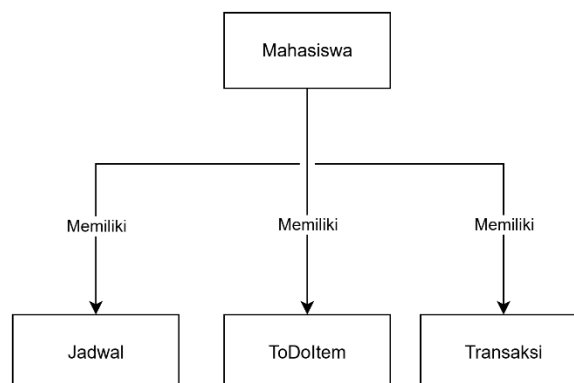 Mahasiswa
Memiliki
Memiliki
Memiliki
Jadwal
ToDoItem
Transaksi